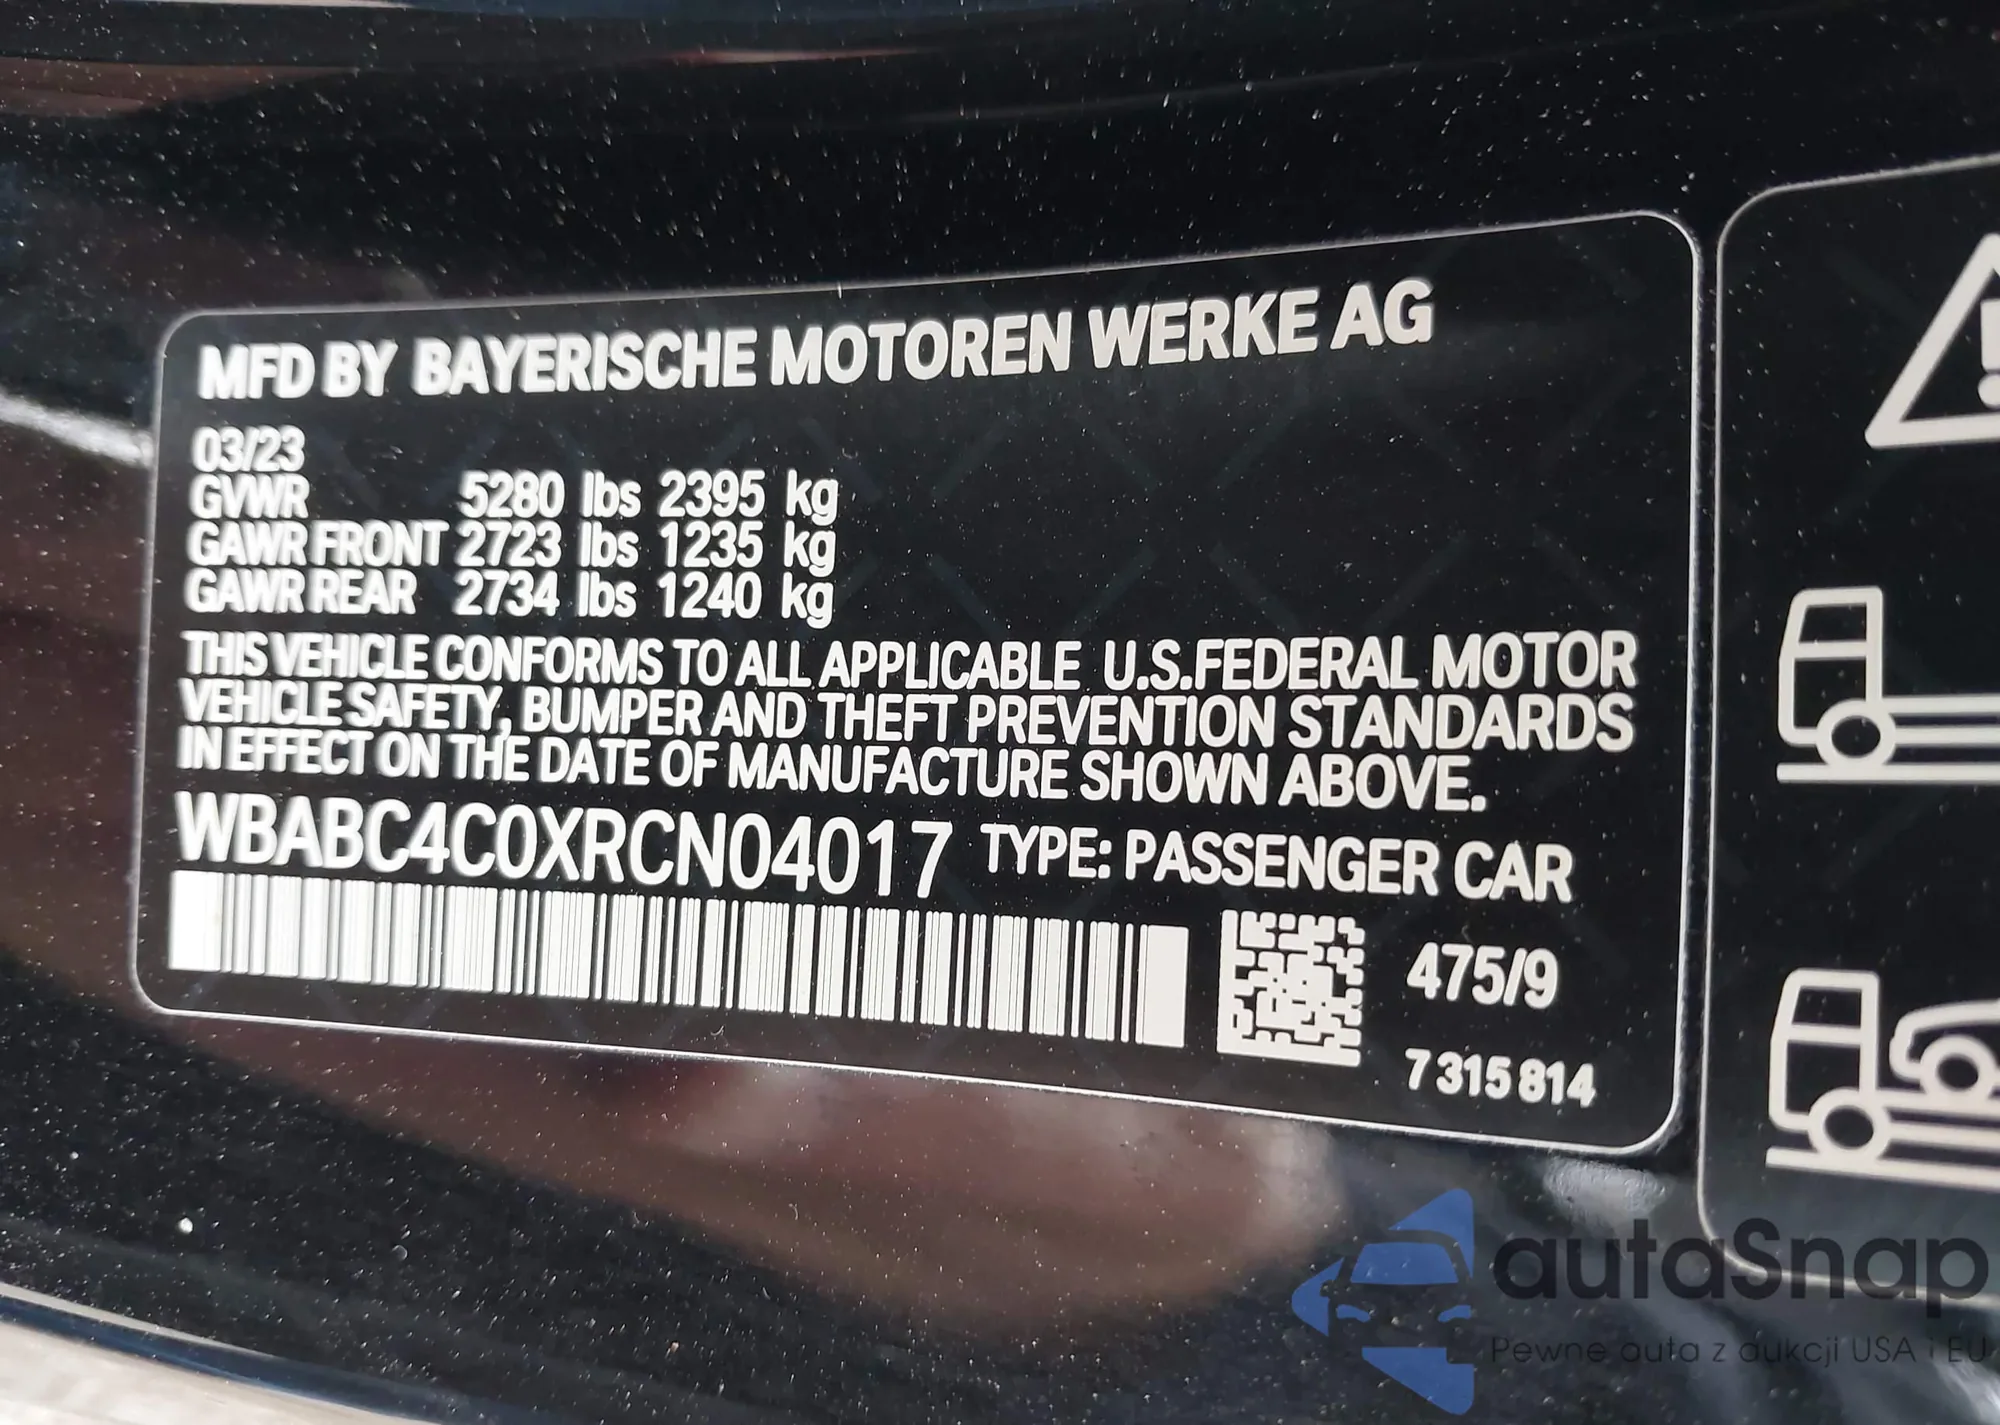 MFD BY BAYERISCHE MOTOREN WERKE AG
03/23
GVWR 5280 lbs 2395 kg
GAWR FRONT 2723 lbs 1235 kg
GAWR REAR 2734 lbs 1240 kg
THIS VEHICLE CONFORMS TO ALL APPLICABLE U.S.FEDERAL MOTOR
VEHICLE SAFETY, BUMPER AND THEFT PREVENTION STANDARDS
IN EFFECT ON THE DATE OF MANUFACTURE SHOWN ABOVE.
WBABC4C0XRCN04017 TYPE: PASSENGER CAR
475/9
7 315 814
autaSnap
Pewne auta z aukcji USA i EU